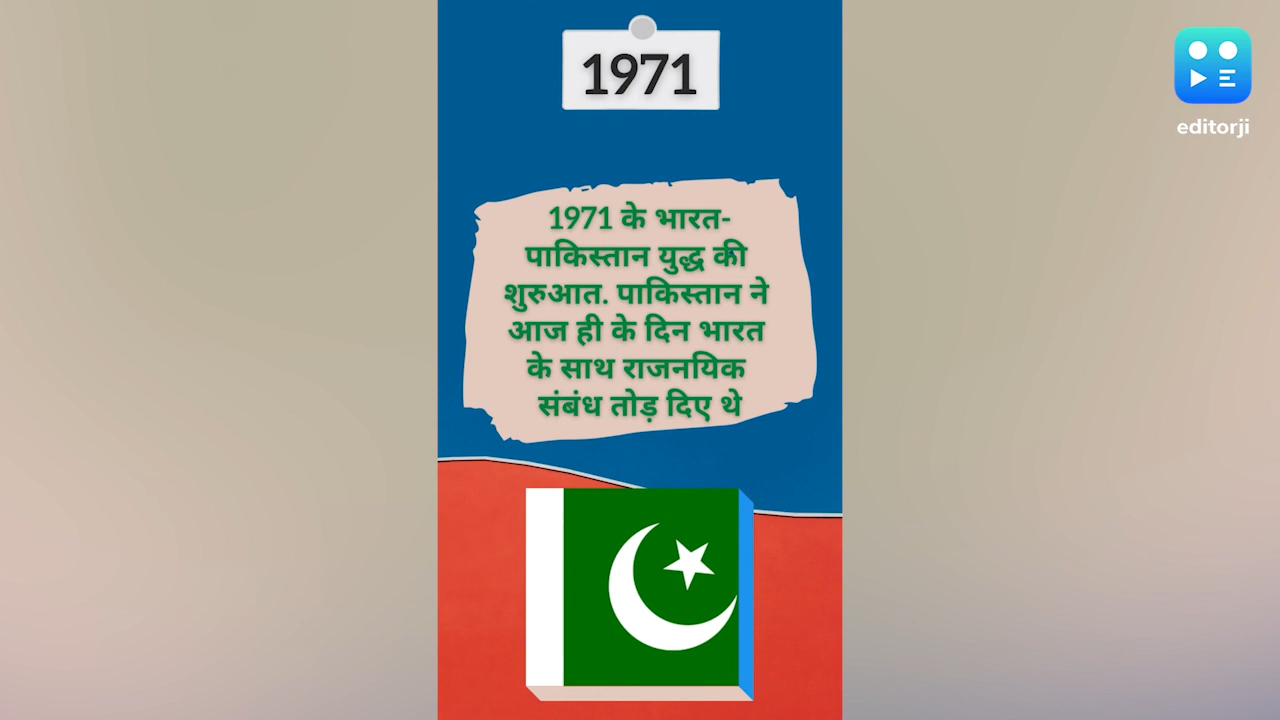 1971
editorji
1971 के भारत-
पाकिस्तान युद्ध की
शुरुआत. पाकिस्तान ने
आज ही के दिन भारत
के साथ राजनयिक
संबंध तोड़ दिए थे